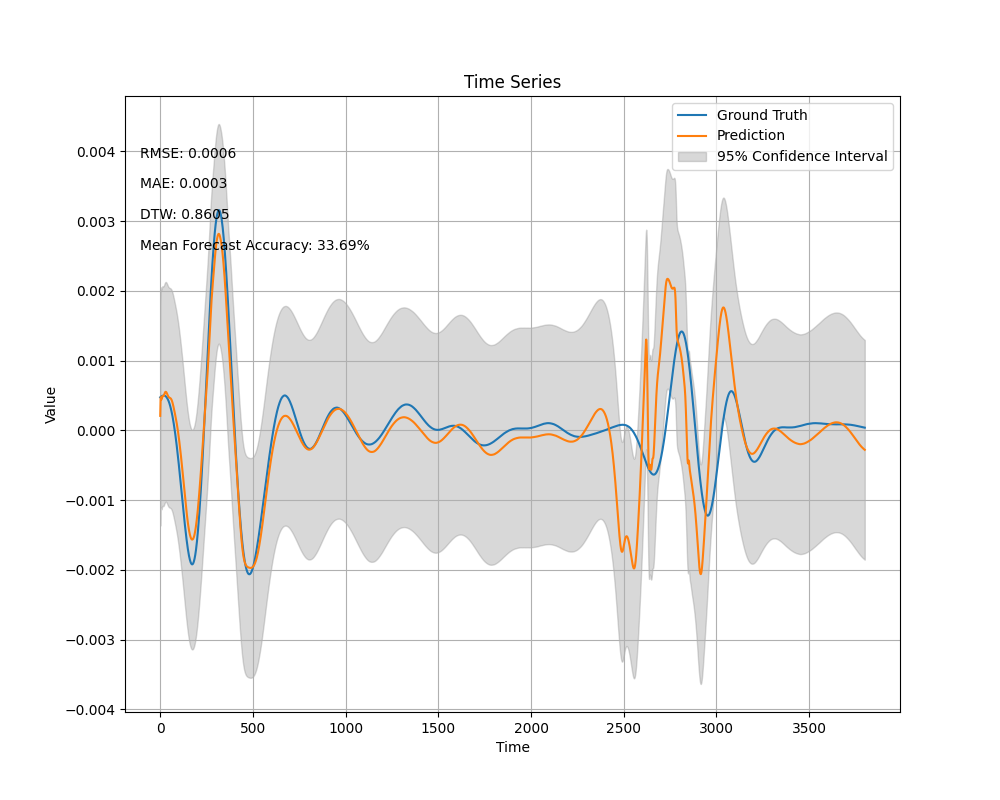 Time Series
Ground Truth
Prediction
95% Confidence Interval
RMSE: 0.0006
MAE: 0.0003
DTW: 0.8605
Mean Forecast Accuracy: 33.69%
Value
0.004
0.003
0.002
0.001
0.000
−0.001
−0.002
−0.003
−0.004
0 500 1000 1500 2000 2500 3000 3500
Time